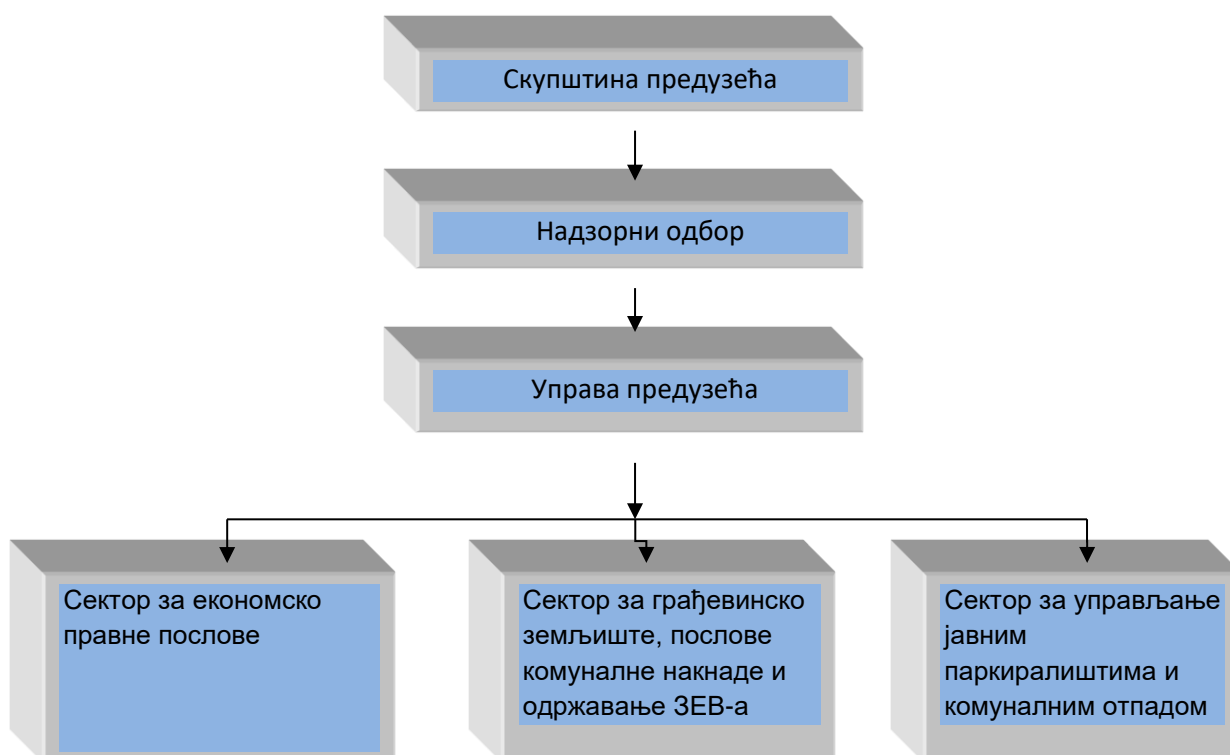 Скупштина предузећа
Надзорни одбор
Управа предузећа
Сектор за економско
правне послове
Сектор за грађевинско
земљиште, послове
комуналне накнаде и
одржавање ЗЕВ-а
Сектор за управљање
јавним
паркиралиштима и
комуналним отпадом